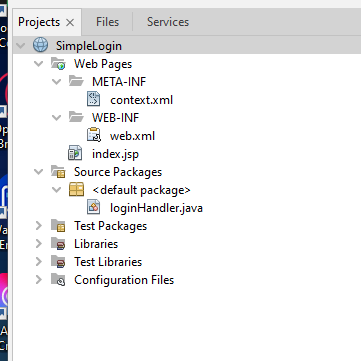 Projects × Files Services
SimpleLogin
Web Pages
META-INF
context.xml
WEB-INF
web.xml
index.jsp
Source Packages
<default package>
loginHandler.java
Test Packages
Libraries
Test Libraries
Configuration Files